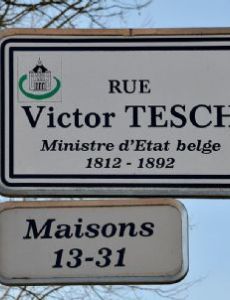 RUE
Victor TESCH
Ministre d'Etat belge
1812 - 1892
Maisons
13-31